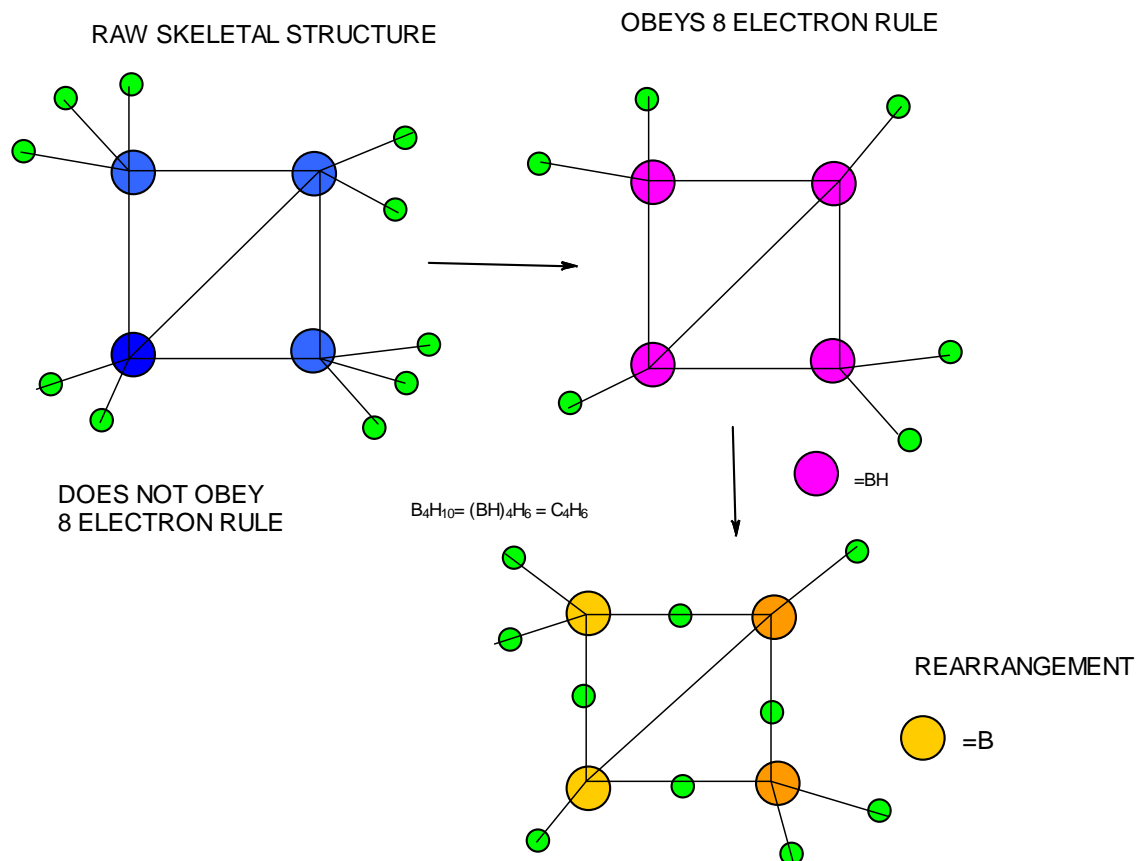 RAW SKELETAL STRUCTURE
OBEYS 8 ELECTRON RULE
DOES NOT OBEY
8 ELECTRON RULE
=BH
B₄H₁₀= (BH)₄H₆ = C₄H₆
REARRANGEMENT
=B